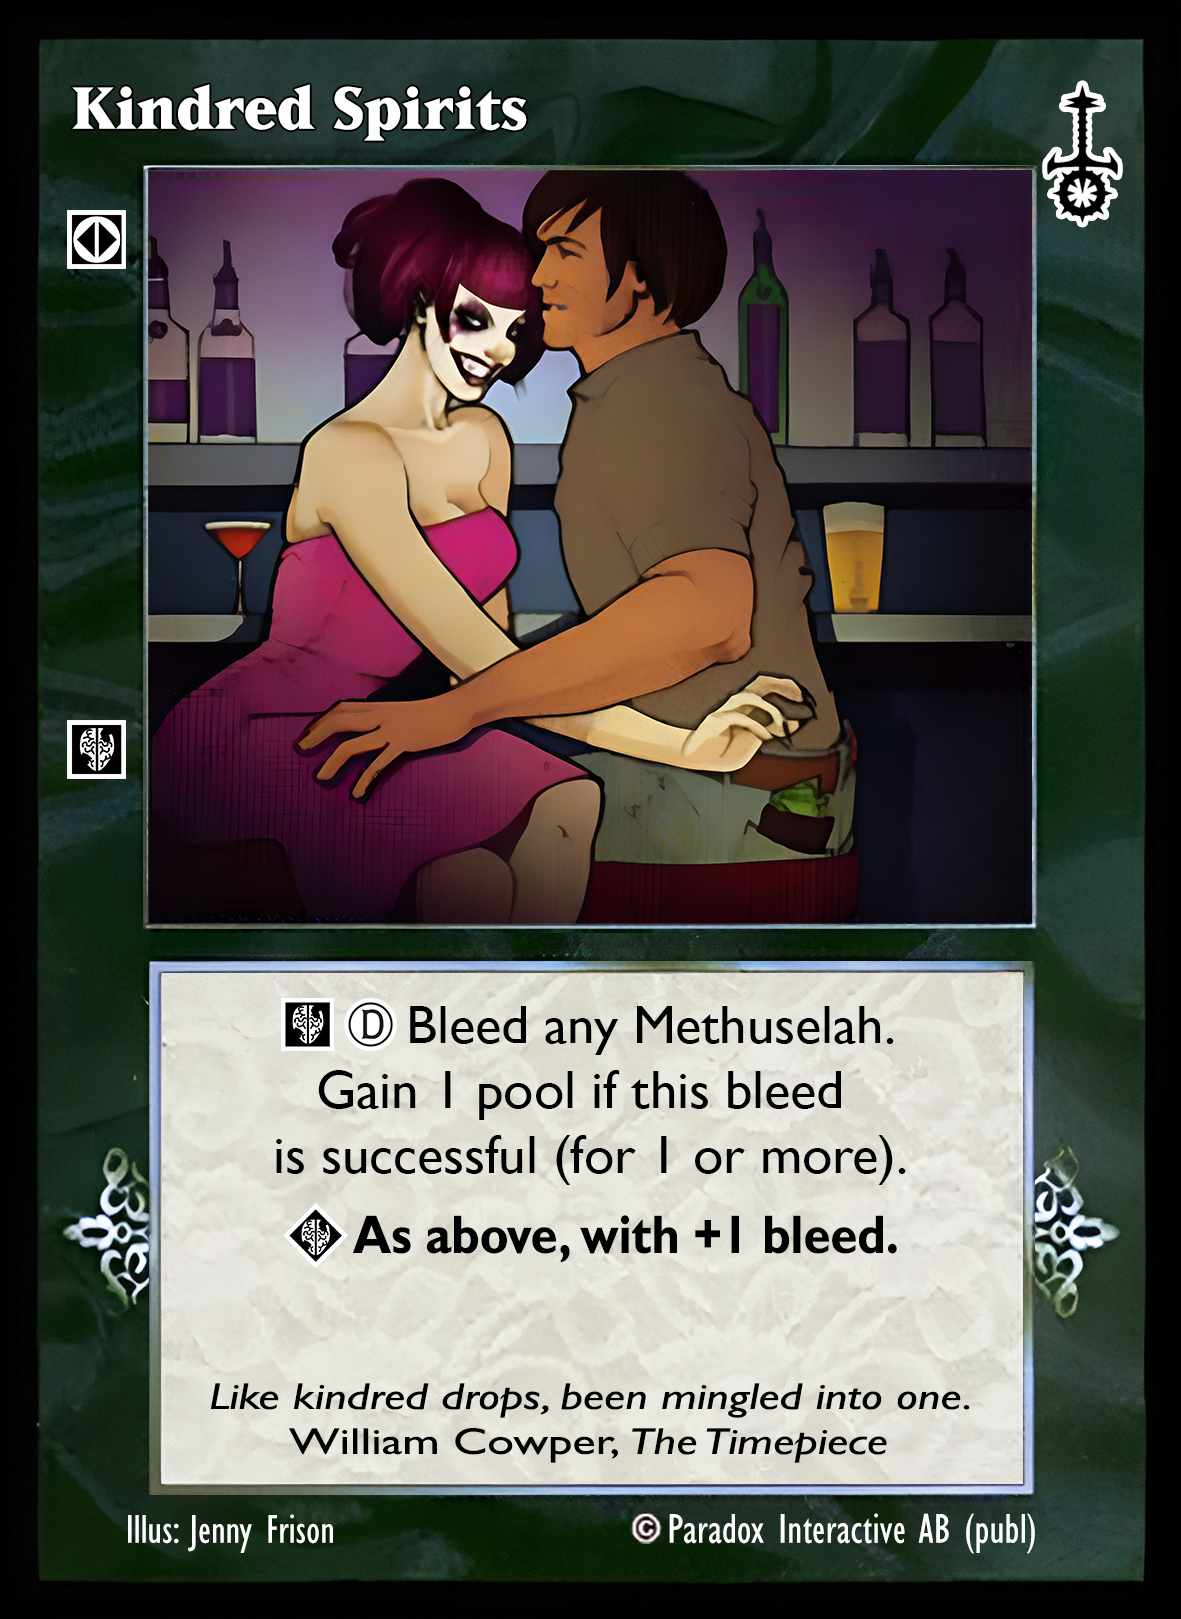 Kindred Spirits
D Bleed any Methuselah.
Gain 1 pool if this bleed
is successful (for 1 or more).
As above, with +1 bleed.
Like kindred drops, been mingled into one.
William Cowper, The Timepiece
Illus: Jenny Frison
© Paradox Interactive AB (publ)